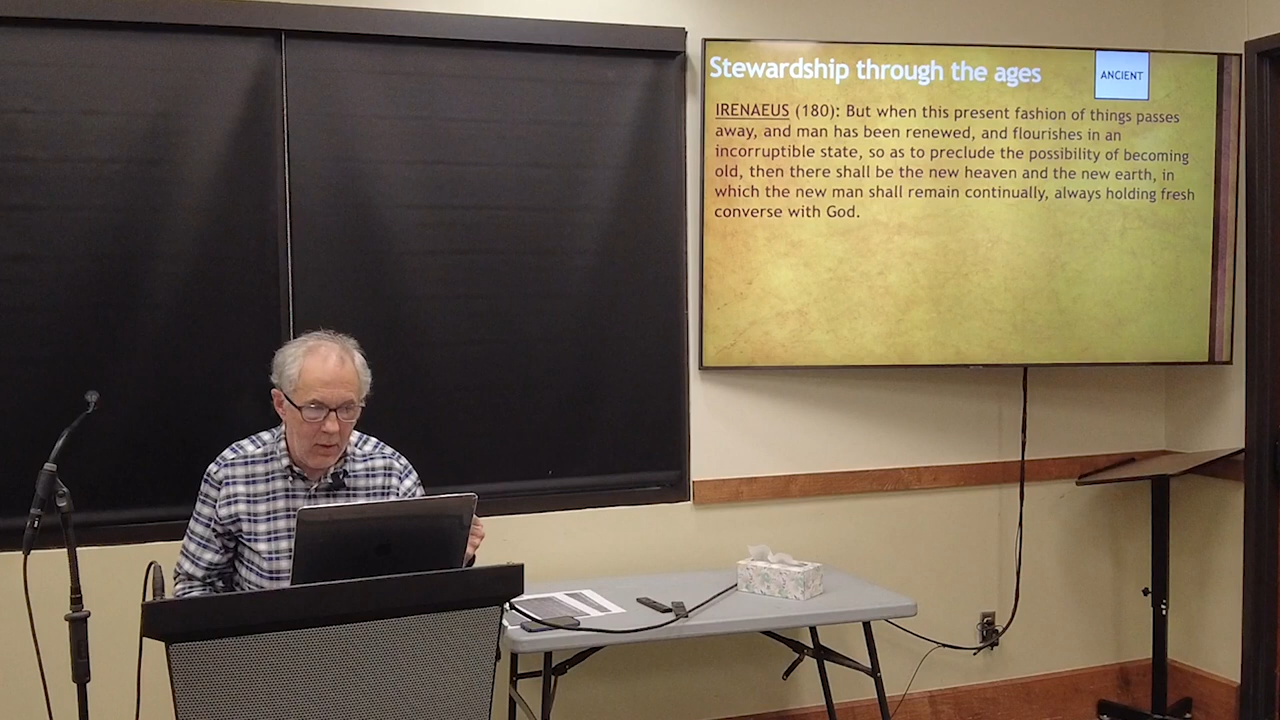 Stewardship through the ages
ANCIENT
IRENAEUS (180): But when this present fashion of things passes
away, and man has been renewed, and flourishes in an
incorruptible state, so as to preclude the possibility of becoming
old, then there shall be the new heaven and the new earth, in
which the new man shall remain continually, always holding fresh
converse with God.